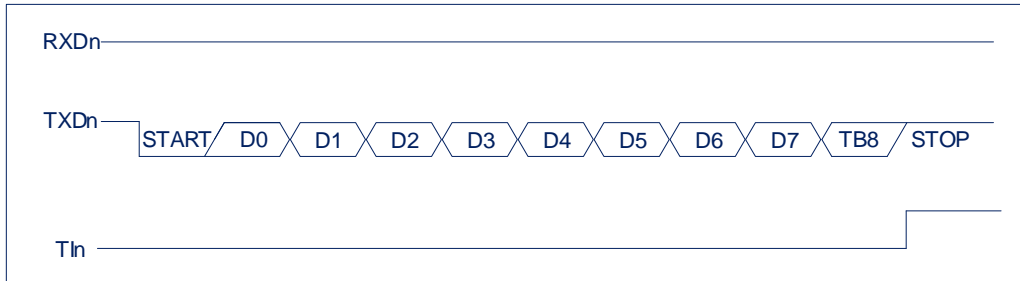 RXDn
TXDn
START D0 D1 D2 D3 D4 D5 D6 D7 TB8 STOP
TIn